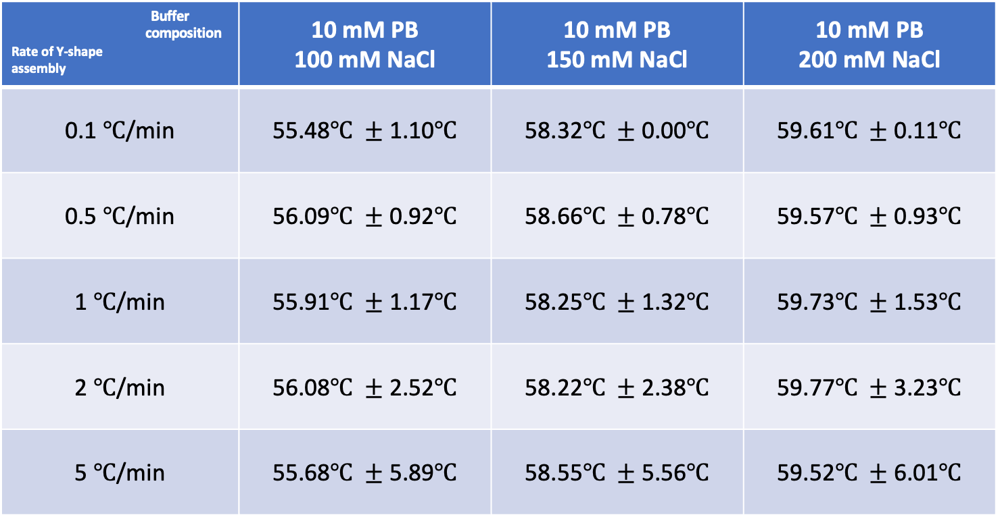 Buffer
composition
Rate of Y-shape
assembly
10 mM PB
100 mM NaCl
10 mM PB
150 mM NaCl
10 mM PB
200 mM NaCl
0.1 ℃/min
55.48℃ ± 1.10℃
58.32℃ ± 0.00℃
59.61℃ ± 0.11℃
0.5 ℃/min
56.09℃ ± 0.92℃
58.66℃ ± 0.78℃
59.57℃ ± 0.93℃
1 ℃/min
55.91℃ ± 1.17℃
58.25℃ ± 1.32℃
59.73℃ ± 1.53℃
2 ℃/min
56.08℃ ± 2.52℃
58.22℃ ± 2.38℃
59.77℃ ± 3.23℃
5 ℃/min
55.68℃ ± 5.89℃
58.55℃ ± 5.56℃
59.52℃ ± 6.01℃